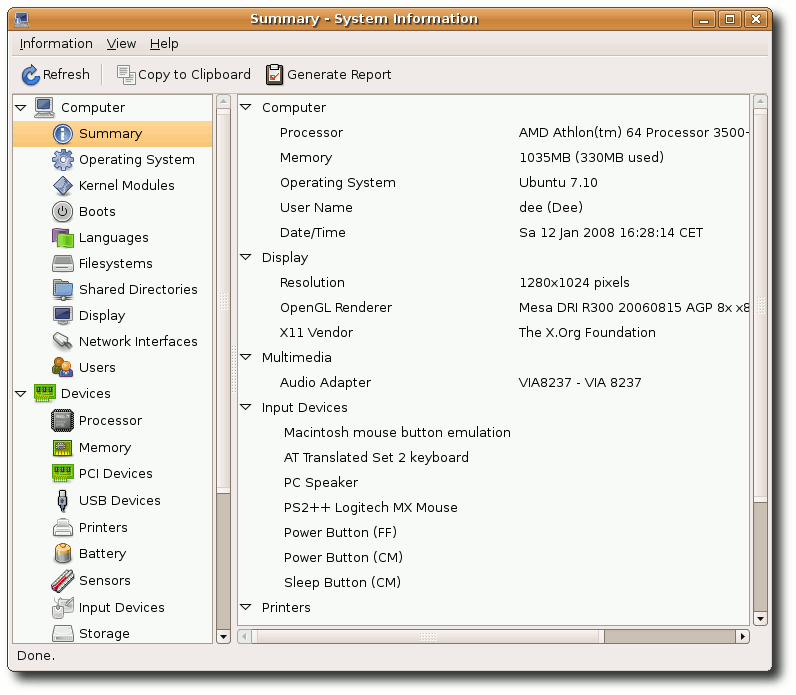 Summary - System Information
Information View Help
Refresh Copy to Clipboard Generate Report
Computer
Summary
Operating System
Kernel Modules
Boots
Languages
Filesystems
Shared Directories
Display
Network Interfaces
Users
Devices
Processor
Memory
PCI Devices
USB Devices
Printers
Battery
Sensors
Input Devices
Storage
Computer
Processor AMD Athlon(tm) 64 Processor 3500-
Memory 1035MB (330MB used)
Operating System Ubuntu 7.10
User Name dee (Dee)
Date/Time Sa 12 Jan 2008 16:28:14 CET
Display
Resolution 1280x1024 pixels
OpenGL Renderer Mesa DRI R300 20060815 AGP 8x x8
X11 Vendor The X.Org Foundation
Multimedia
Audio Adapter VIA8237 - VIA 8237
Input Devices
Macintosh mouse button emulation
AT Translated Set 2 keyboard
PC Speaker
PS2++ Logitech MX Mouse
Power Button (FF)
Power Button (CM)
Sleep Button (CM)
Printers
Done.